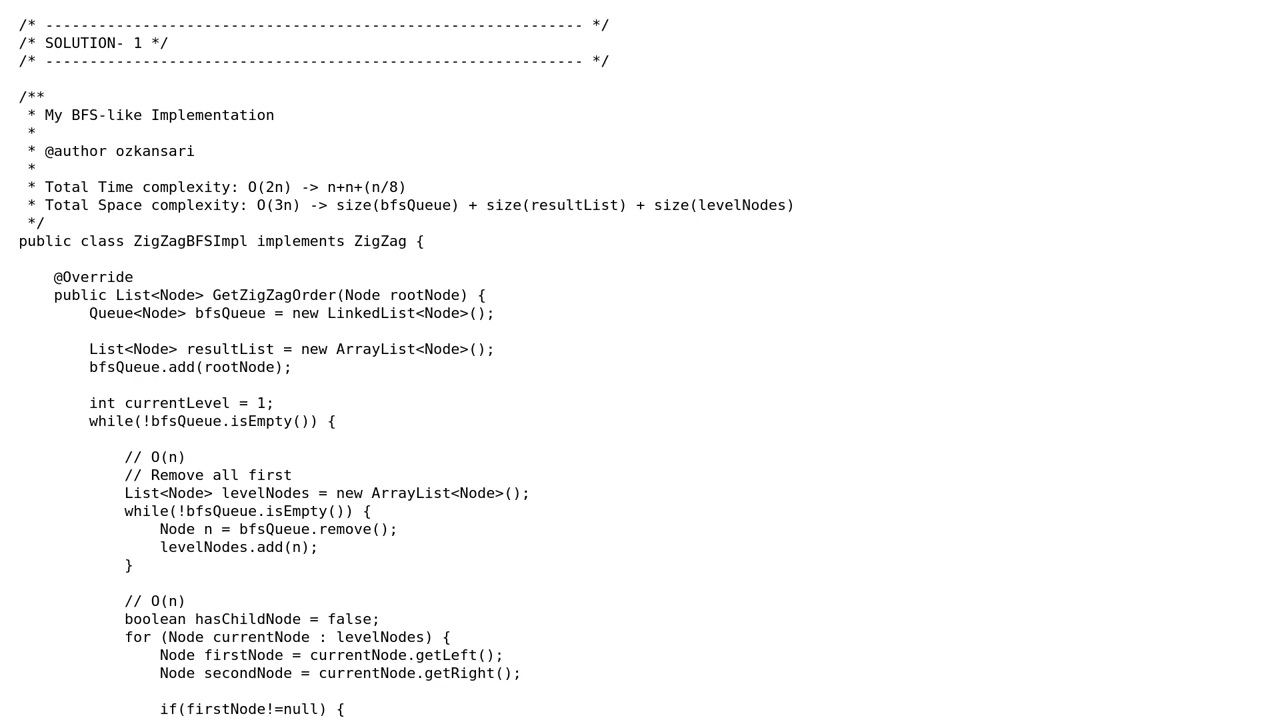 /* ------------------------------------------------------------- */
/* SOLUTION- 1 */
/* ------------------------------------------------------------- */

/**
 * My BFS-like Implementation
 *
 * @author ozkansari
 *
 * Total Time complexity: O(2n) -> n+n+(n/8)
 * Total Space complexity: O(3n) -> size(bfsQueue) + size(resultList) + size(levelNodes)
 */
public class ZigZagBFSImpl implements ZigZag {

    @Override
    public List<Node> GetZigZagOrder(Node rootNode) {
        Queue<Node> bfsQueue = new LinkedList<Node>();

        List<Node> resultList = new ArrayList<Node>();
        bfsQueue.add(rootNode);

        int currentLevel = 1;
        while(!bfsQueue.isEmpty()) {

            // O(n)
            // Remove all first
            List<Node> levelNodes = new ArrayList<Node>();
            while(!bfsQueue.isEmpty()) {
                Node n = bfsQueue.remove();
                levelNodes.add(n);
            }

            // O(n)
            boolean hasChildNode = false;
            for (Node currentNode : levelNodes) {
                Node firstNode = currentNode.getLeft();
                Node secondNode = currentNode.getRight();

                if(firstNode!=null) {